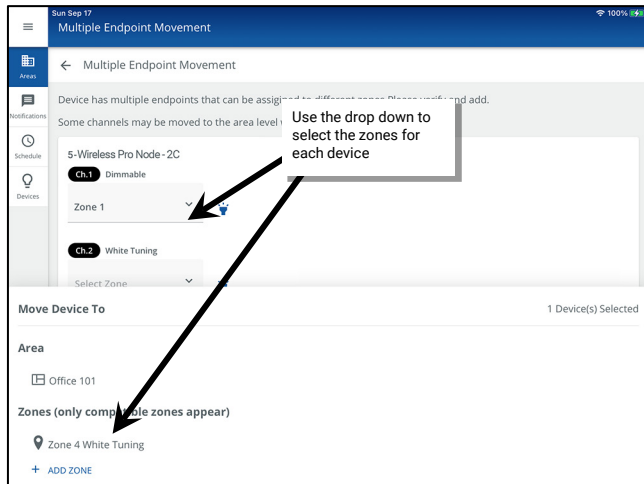 Sun Sep 17
100%
Multiple Endpoint Movement
Multiple Endpoint Movement
Areas
Notifications
Schedule
Devices
Device has multiple endpoints that can be assigned to different zones. Please verify and add.
Some channels may be moved to the area level
Use the drop down to
select the zones for
each device
5-Wireless Pro Node - 2C
Ch.1 Dimmable
Zone 1
Ch.2 White Tuning
Select Zone
Move Device To
1 Device(s) Selected
Area
Office 101
Zones (only compatible zones appear)
Zone 4 White Tuning
+ ADD ZONE